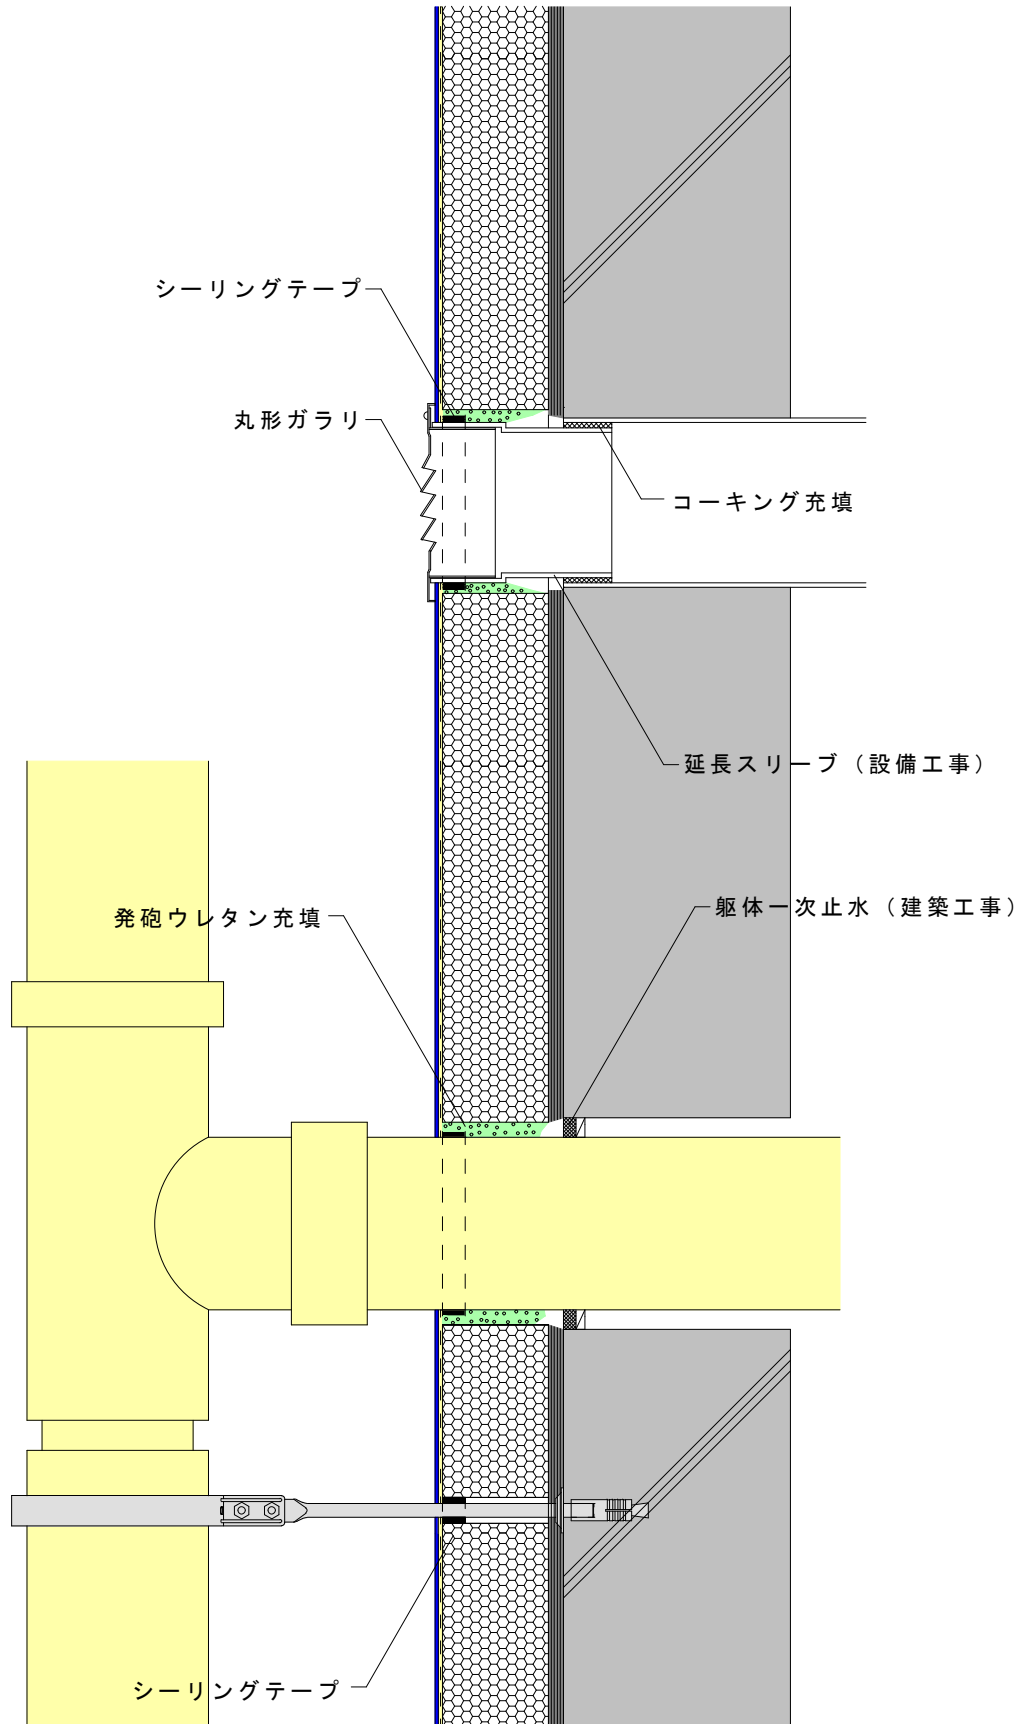 シーリングテープ
丸形ガラリ
コーキング充填
延長スリーブ（設備工事）
発砲ウレタン充填
躯体一次止水（建築工事）
シーリングテープ